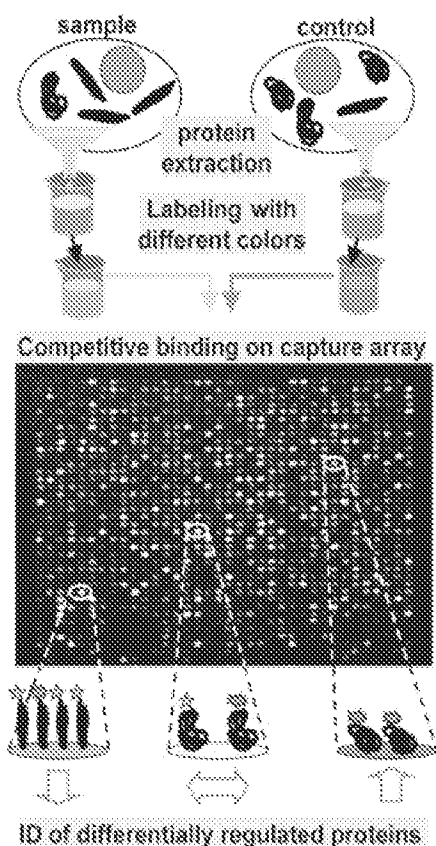 sample
control
protein
extraction
Labeling with
different colors
Competitive binding on capture array
ID of differentially regulated proteins